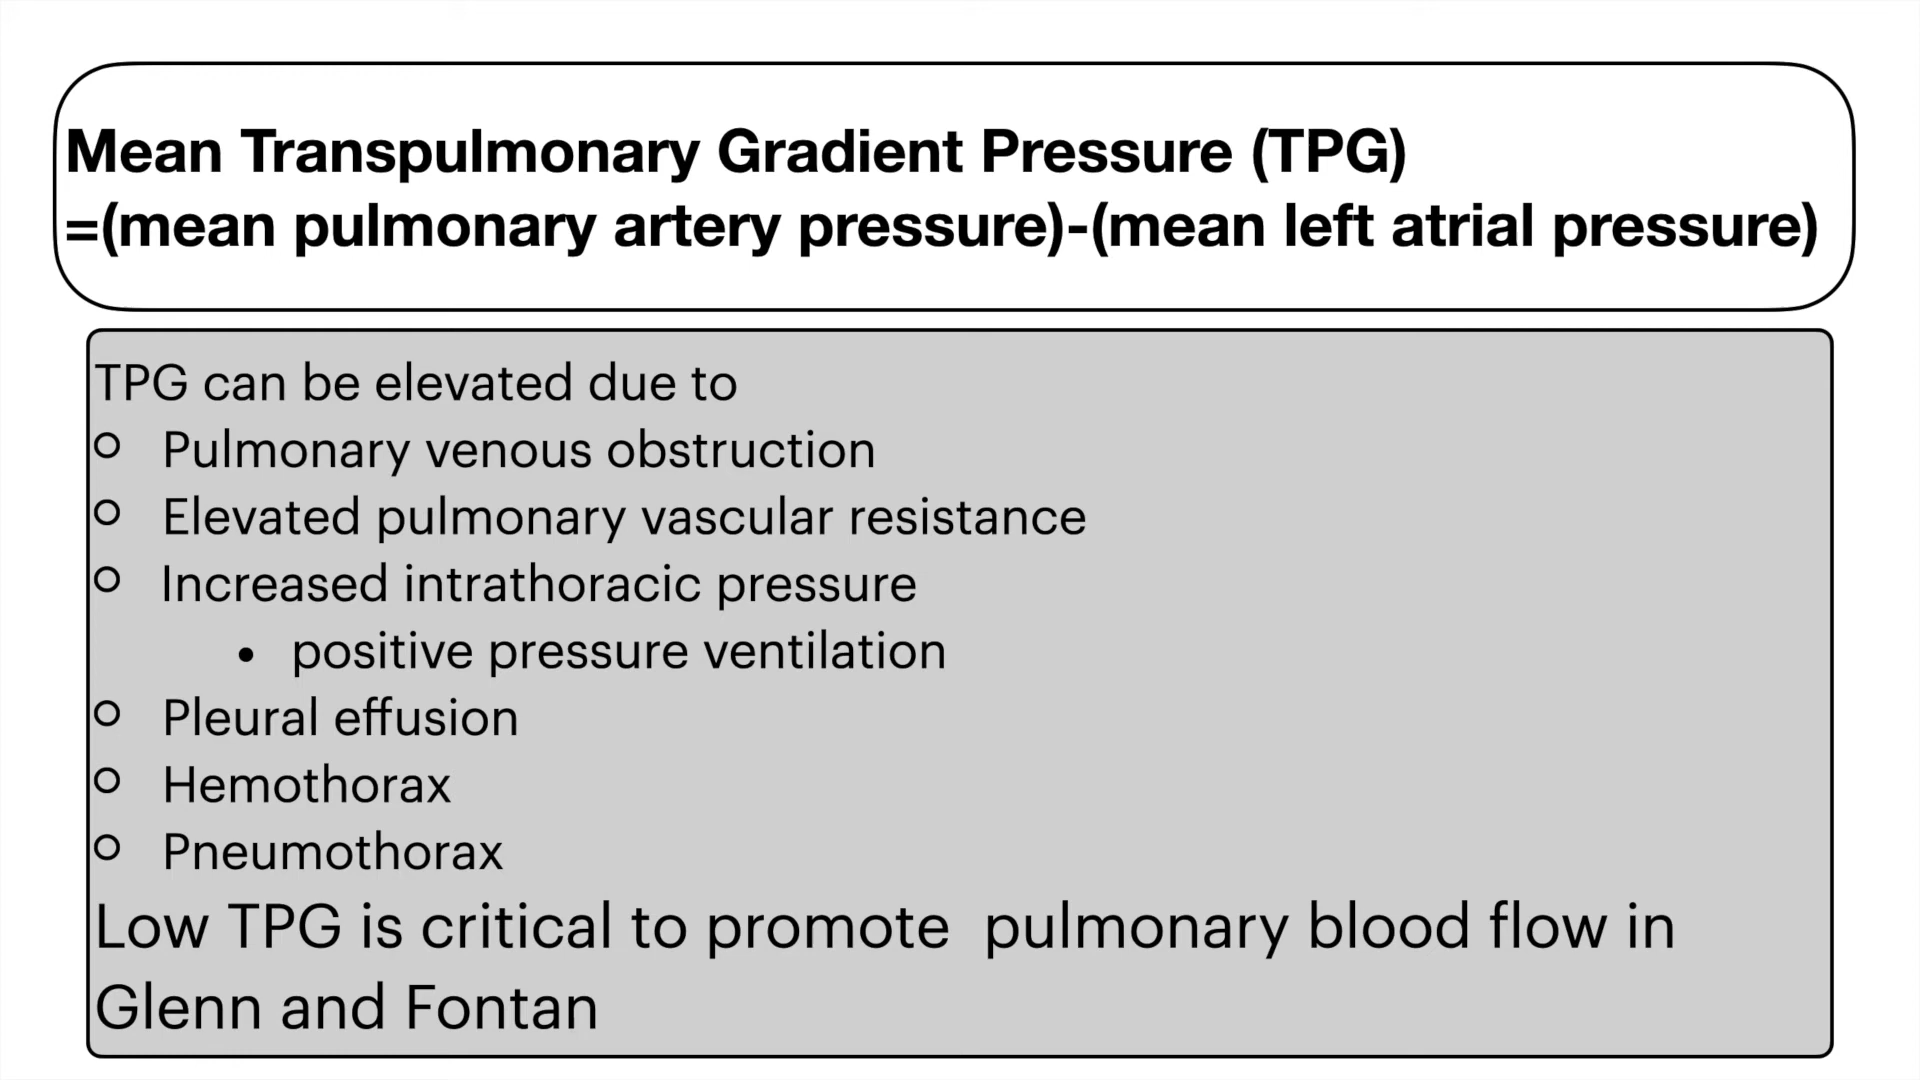 Mean Transpulmonary Gradient Pressure (TPG)
=(mean pulmonary artery pressure)-(mean left atrial pressure)
TPG can be elevated due to
○ Pulmonary venous obstruction
○ Elevated pulmonary vascular resistance
○ Increased intrathoracic pressure
• positive pressure ventilation
○ Pleural effusion
○ Hemothorax
○ Pneumothorax
Low TPG is critical to promote  pulmonary blood flow in
Glenn and Fontan